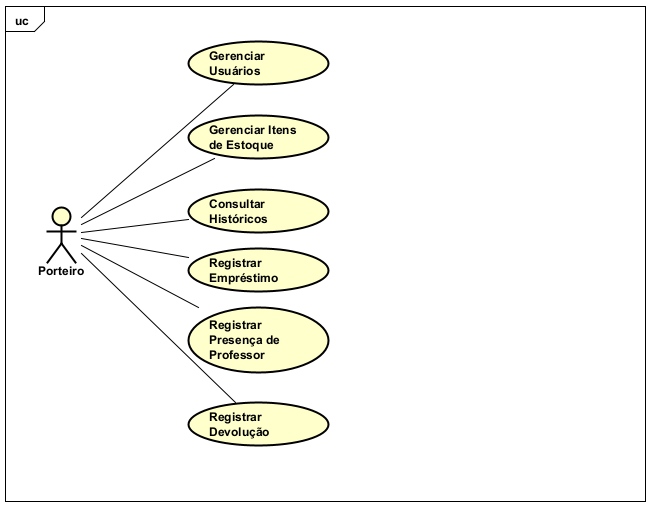 uc
Gerenciar
Usuários
Gerenciar Itens
de Estoque
Consultar
Históricos
Porteiro
Registrar
Empréstimo
Registrar
Presença de
Professor
Registrar
Devolução